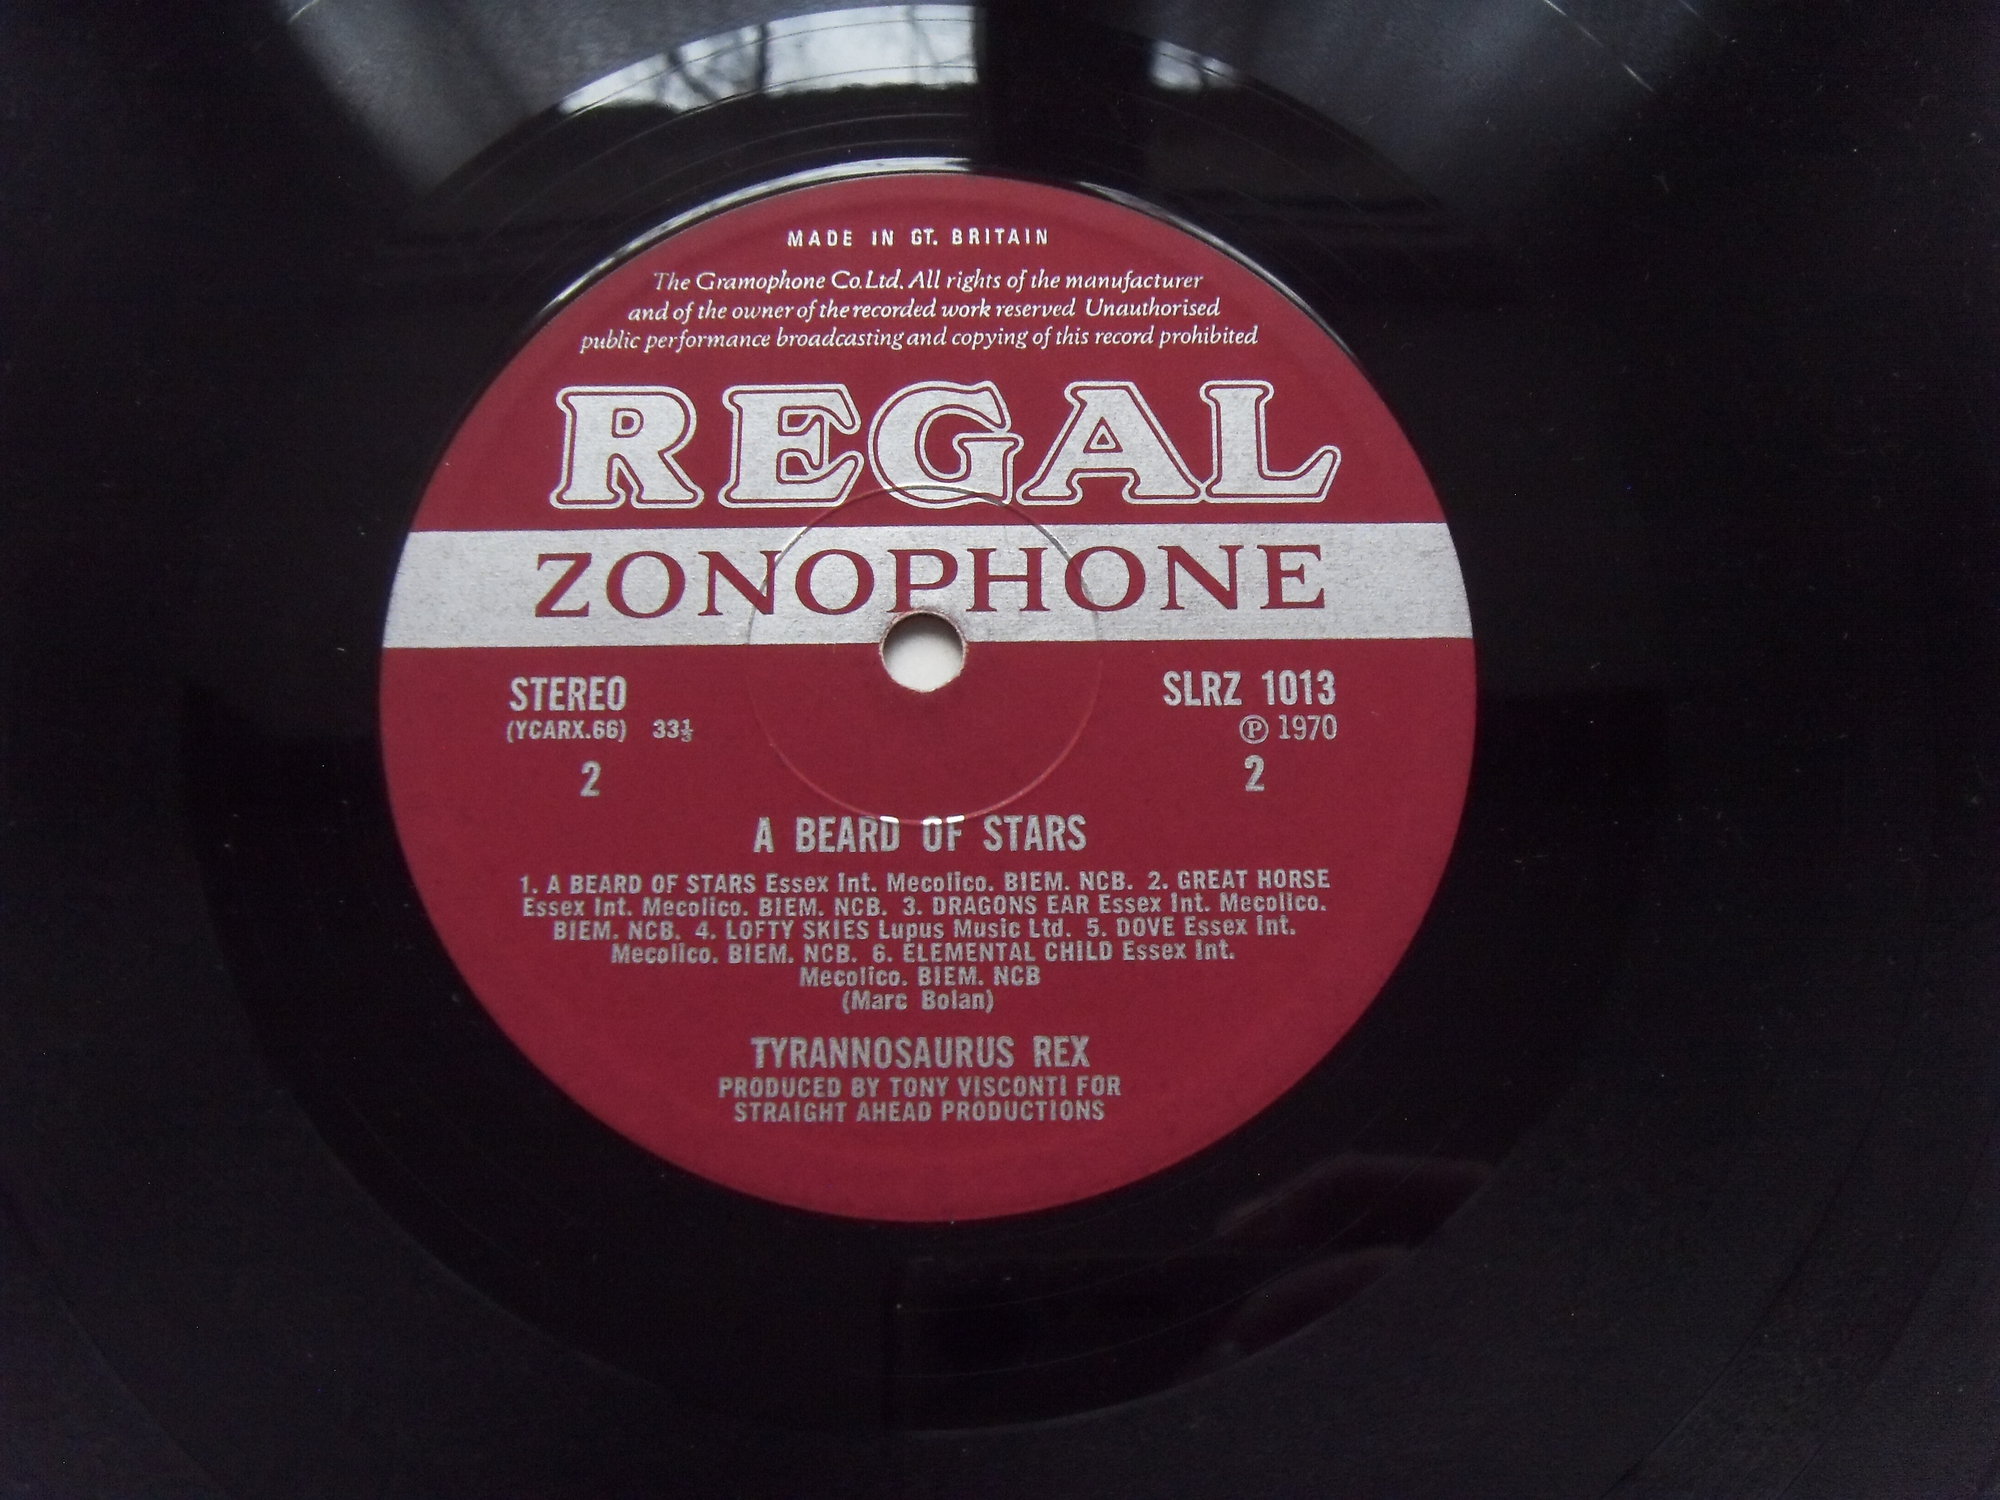 MADE IN GT. BRITAIN
The Gramophone Co. Ltd. All rights of the manufacturer
and of the owner of the recorded work reserved Unauthorised
public performance broadcasting and copying of this record prohibited
REGAL
ZONOPHONE
STEREO SLRZ 1013
(YCARX.66) 33⅓ Ⓟ 1970
2 2
A BEARD OF STARS
1. A BEARD OF STARS Essex Int. Mecolico. BIEM. NCB. 2. GREAT HORSE
Essex Int. Mecolico. BIEM. NCB. 3. DRAGONS EAR Essex Int. Mecolico.
BIEM. NCB. 4. LOFTY SKIES Lupus Music Ltd. 5. DOVE Essex Int.
Mecolico. BIEM. NCB. 6. ELEMENTAL CHILD Essex Int.
Mecolico. BIEM. NCB
(Marc Bolan)
TYRANNOSAURUS REX
PRODUCED BY TONY VISCONTI FOR
STRAIGHT AHEAD PRODUCTIONS